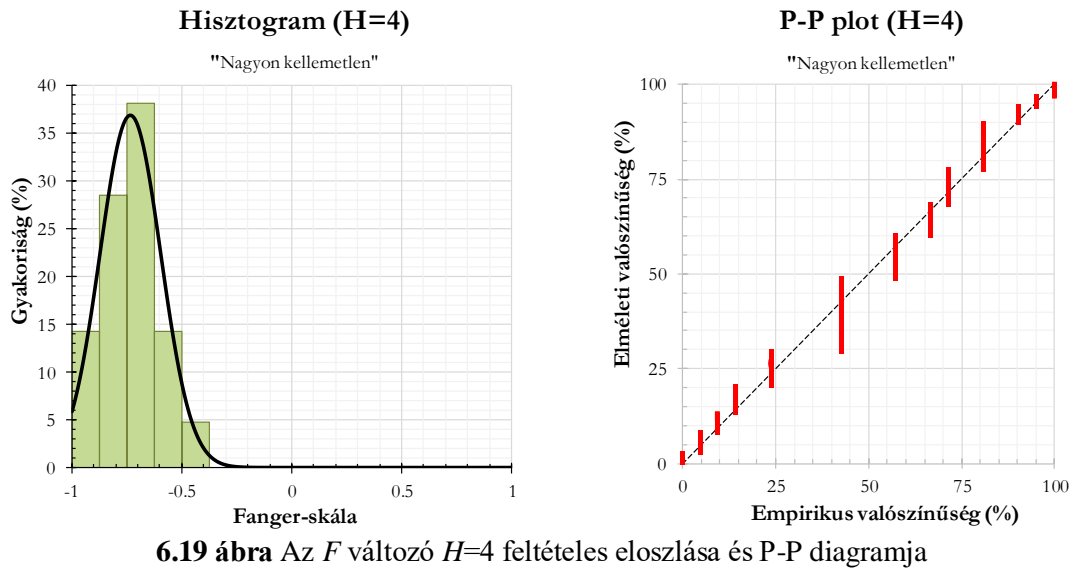 Hisztogram (H=4)
"Nagyon kellemetlen"
Gyakoriság (%)
40
35
30
25
20
15
10
5
0
-1
-0.5
0
0.5
1
Fanger-skála
P-P plot (H=4)
"Nagyon kellemetlen"
Elméleti valószínűség (%)
100
75
50
25
0
0
25
50
75
100
Empirikus valószínűség (%)
6.19 ábra Az F változó H=4 feltételes eloszlása és P-P diagramja